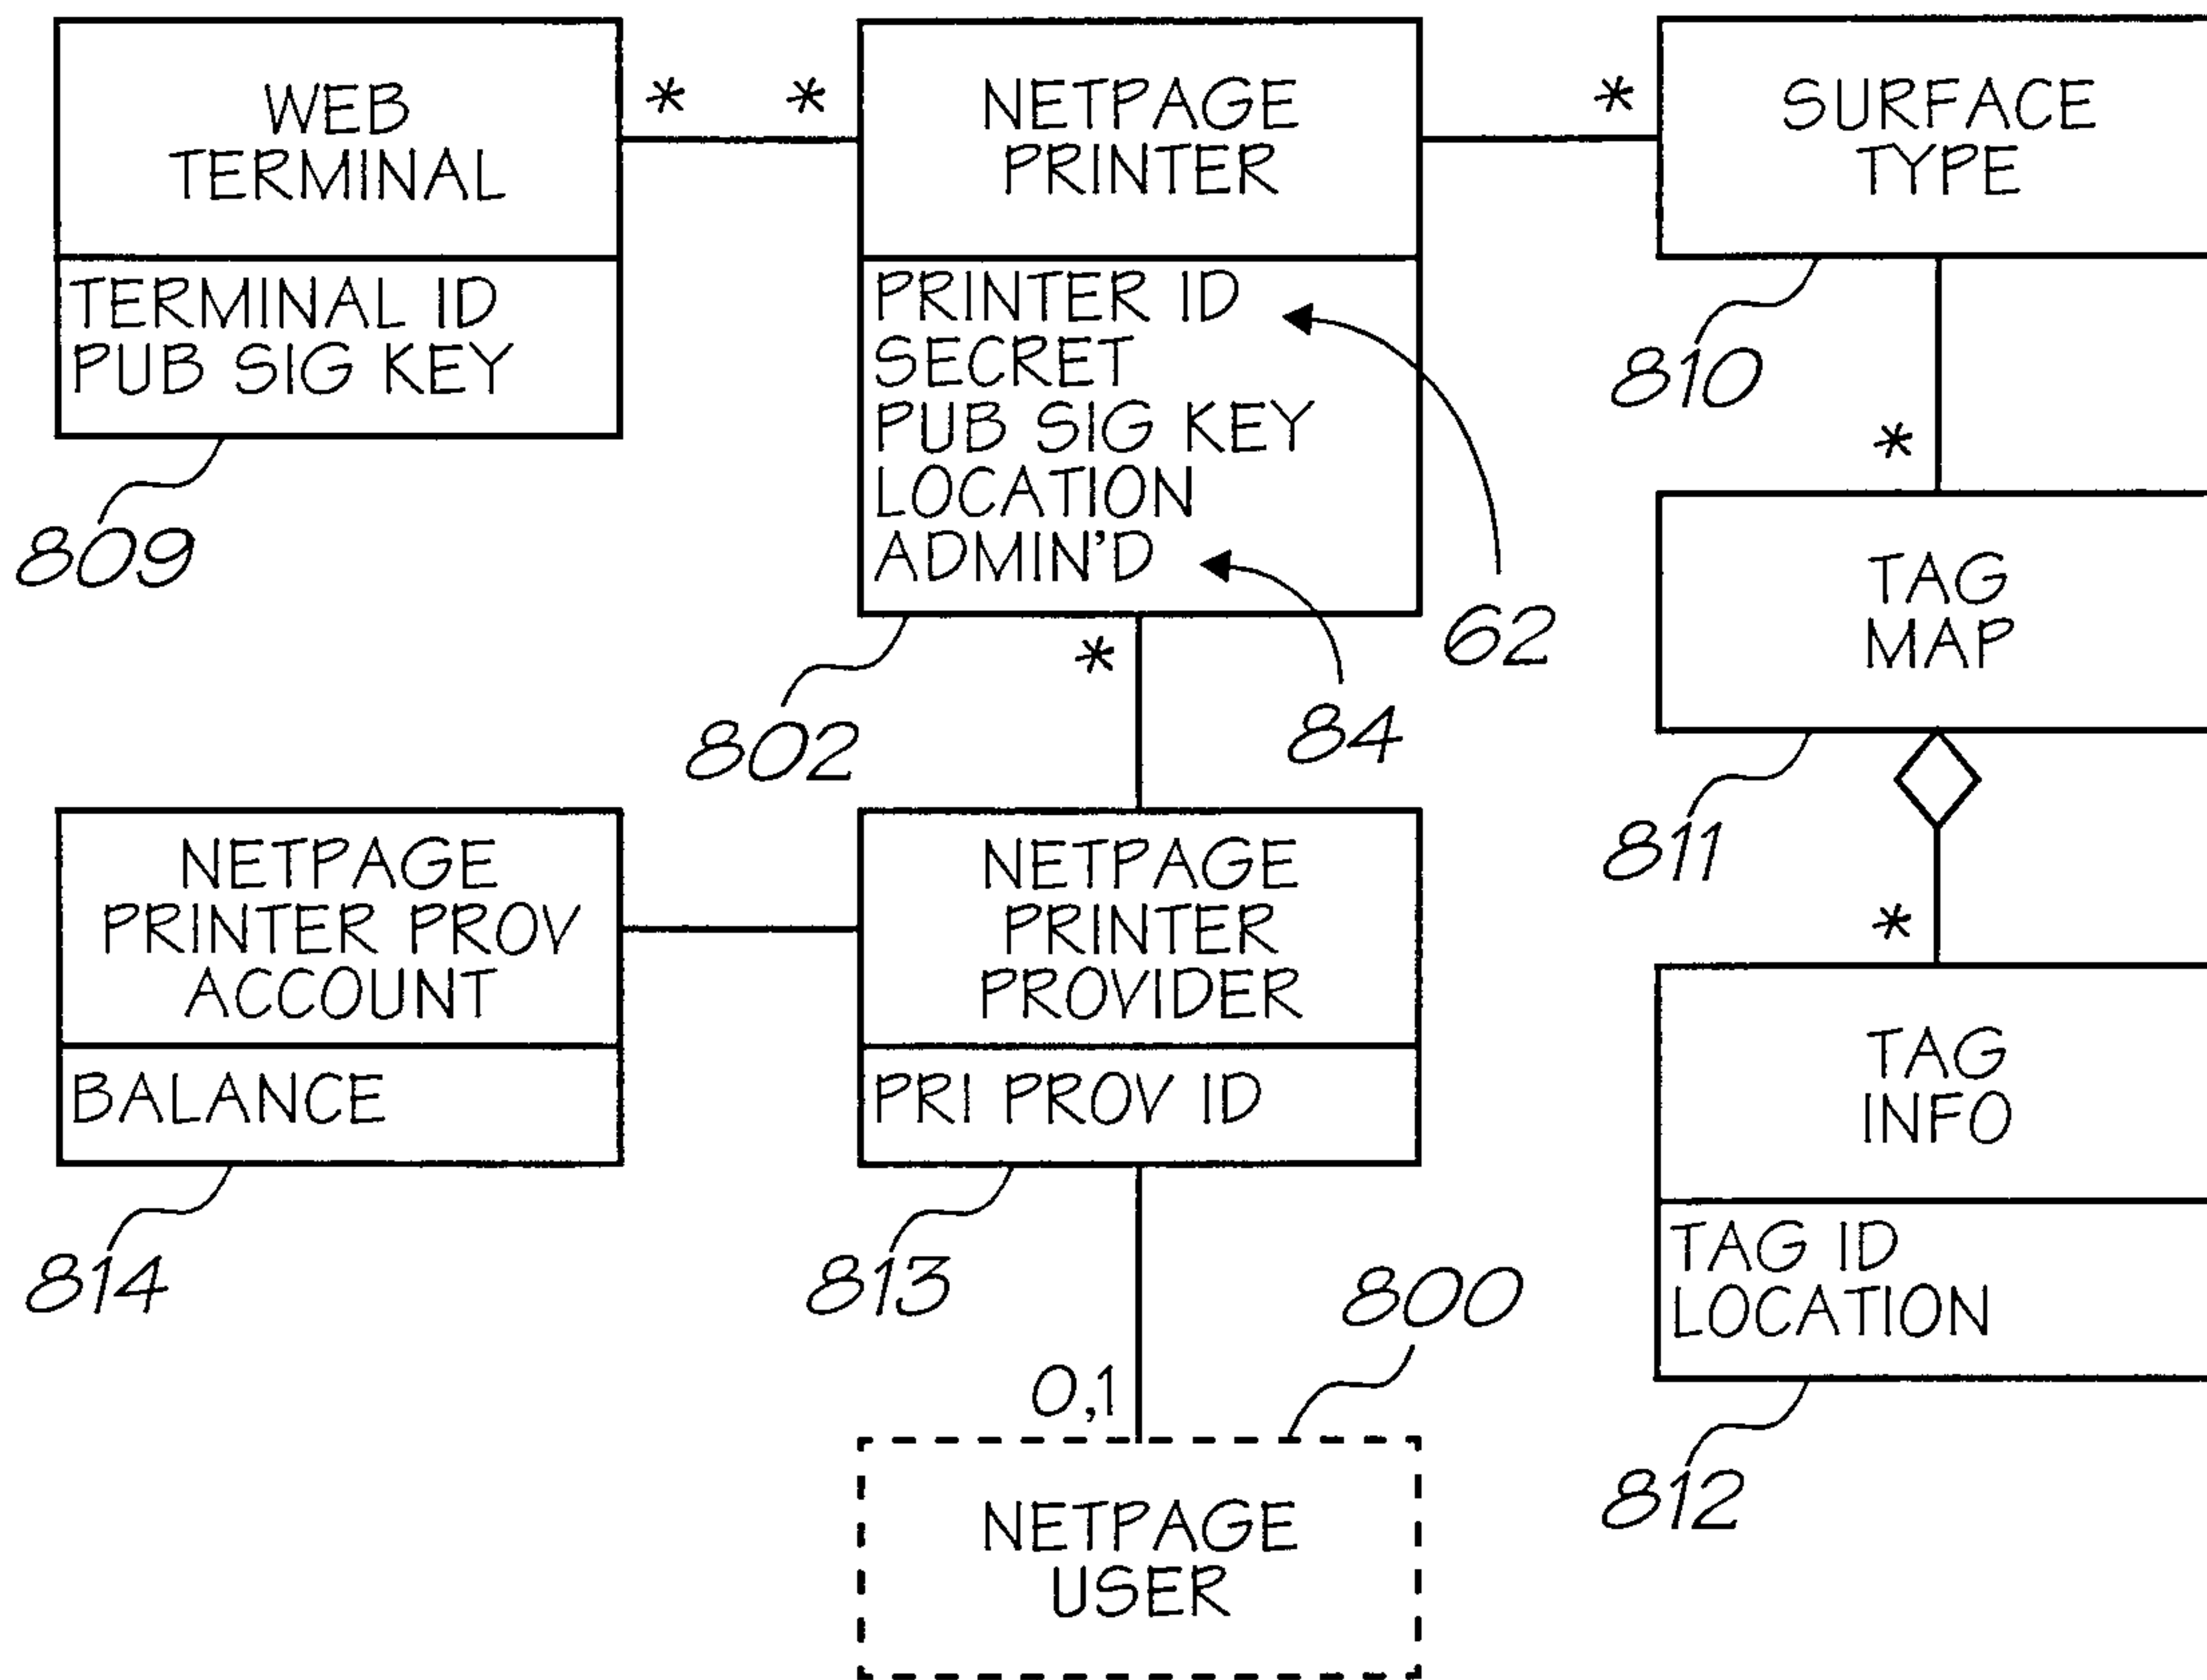 WEB
TERMINAL
TERMINAL ID
PUB SIG KEY
809
*
*
NETPAGE
PRINTER
PRINTER ID
SECRET
PUB SIG KEY
LOCATION
ADMIN'D
62
84
802
*
*
SURFACE
TYPE
810
*
TAG
MAP
811
*
TAG
INFO
TAG ID
LOCATION
812
NETPAGE
PRINTER PROV
ACCOUNT
BALANCE
814
NETPAGE
PRINTER
PROVIDER
PRI PROV ID
813
0,1
800
NETPAGE
USER